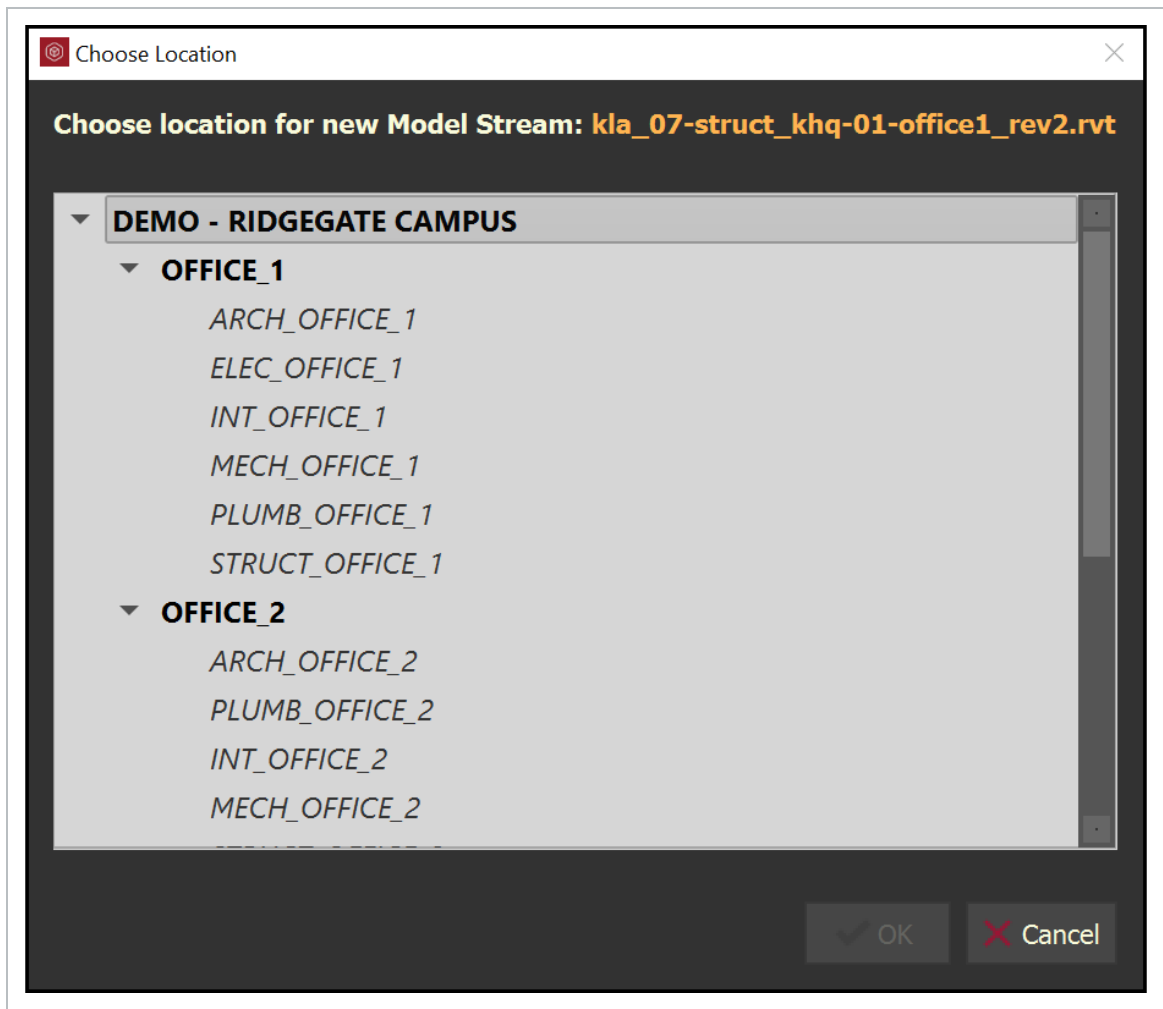 Choose Location
Choose location for new Model Stream: kla_07-struct_khq-01-office1_rev2.rvt
DEMO - RIDGEGATE CAMPUS
OFFICE_1
ARCH_OFFICE_1
ELEC_OFFICE_1
INT_OFFICE_1
MECH_OFFICE_1
PLUMB_OFFICE_1
STRUCT_OFFICE_1
OFFICE_2
ARCH_OFFICE_2
PLUMB_OFFICE_2
INT_OFFICE_2
MECH_OFFICE_2
OK
Cancel